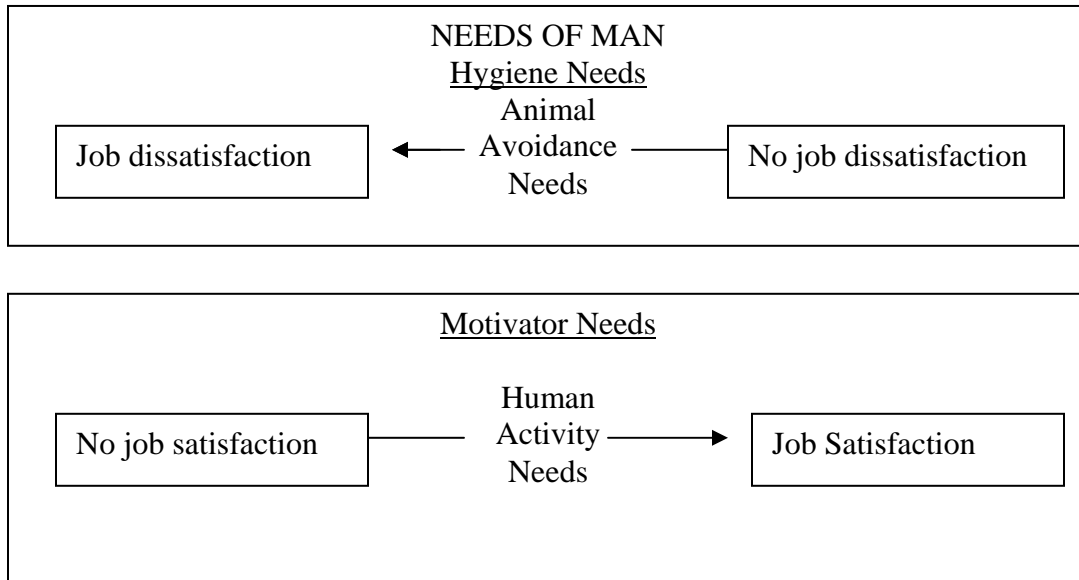 NEEDS OF MAN
Hygiene Needs
Animal
Avoidance
Needs
Job dissatisfaction
No job dissatisfaction
Motivator Needs
Human
Activity
Needs
No job satisfaction
Job Satisfaction